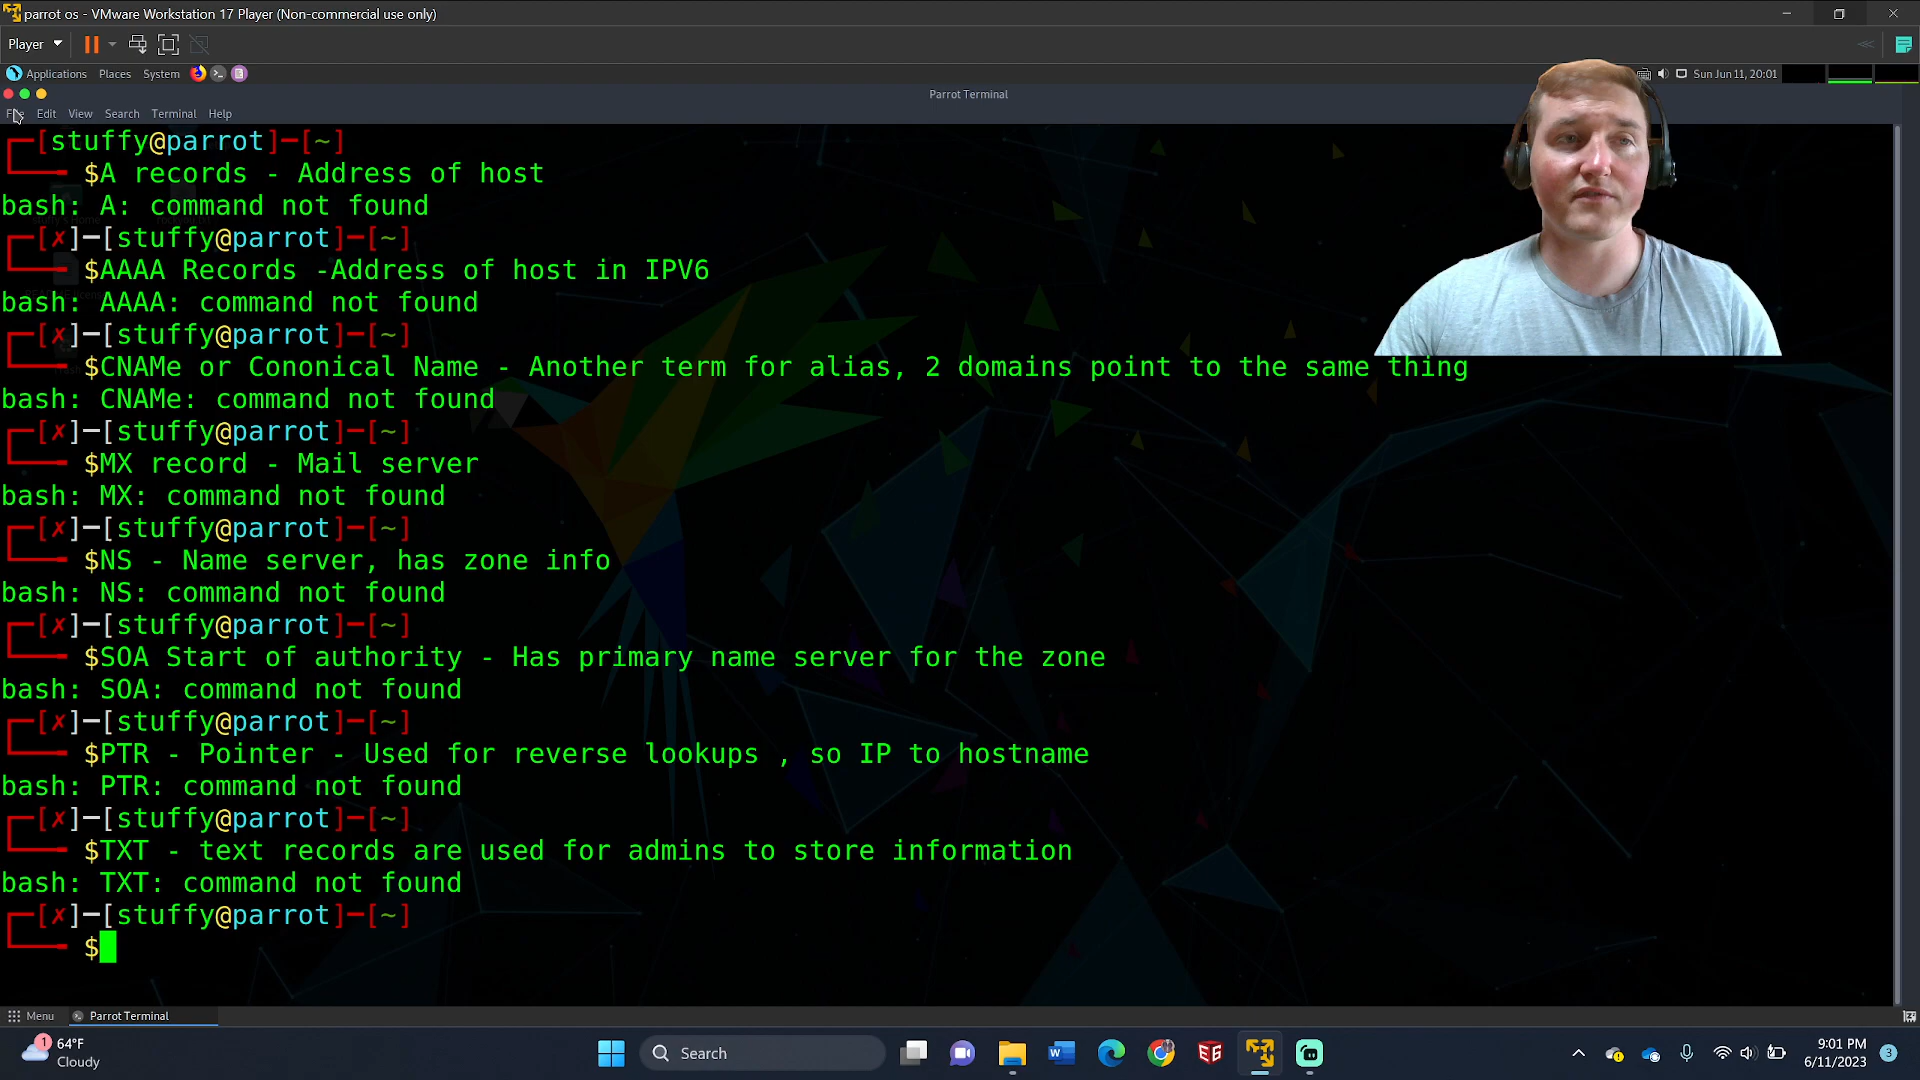 parrot os - VMware Workstation 17 Player (Non-commercial use only)
Player
Applications Places System Sun Jun 11, 20:01
Parrot Terminal
File Edit View Search Terminal Help
[stuffy@parrot]─[~]
$A records - Address of host
bash: A: command not found
[✗]─[stuffy@parrot]─[~]
$AAAA Records -Address of host in IPV6
bash: AAAA: command not found
[✗]─[stuffy@parrot]─[~]
$CNAMe or Cononical Name - Another term for alias, 2 domains point to the same thing
bash: CNAMe: command not found
[✗]─[stuffy@parrot]─[~]
$MX record - Mail server
bash: MX: command not found
[✗]─[stuffy@parrot]─[~]
$NS - Name server, has zone info
bash: NS: command not found
[✗]─[stuffy@parrot]─[~]
$SOA Start of authority - Has primary name server for the zone
bash: SOA: command not found
[✗]─[stuffy@parrot]─[~]
$PTR - Pointer - Used for reverse lookups , so IP to hostname
bash: PTR: command not found
[✗]─[stuffy@parrot]─[~]
$TXT - text records are used for admins to store information
bash: TXT: command not found
[✗]─[stuffy@parrot]─[~]
$
Menu Parrot Terminal
1 64°F
Cloudy
Search
9:01 PM
6/11/2023 3